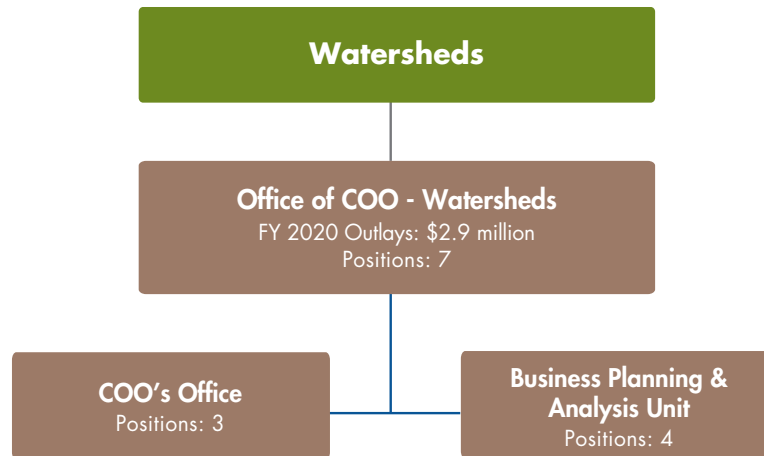 Watersheds
Office of COO - Watersheds
FY 2020 Outlays: $2.9 million
Positions: 7
COO’s Office
Positions: 3
Business Planning &
Analysis Unit
Positions: 4